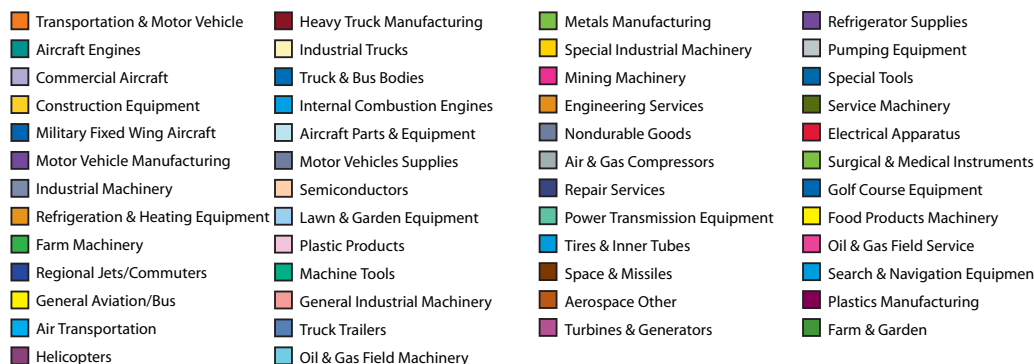 Transportation & Motor Vehicle
Aircraft Engines
Commercial Aircraft
Construction Equipment
Military Fixed Wing Aircraft
Motor Vehicle Manufacturing
Industrial Machinery
Refrigeration & Heating Equipment
Farm Machinery
Regional Jets/Commuters
General Aviation/Bus
Air Transportation
Helicopters
Heavy Truck Manufacturing
Industrial Trucks
Truck & Bus Bodies
Internal Combustion Engines
Aircraft Parts & Equipment
Motor Vehicles Supplies
Semiconductors
Lawn & Garden Equipment
Plastic Products
Machine Tools
General Industrial Machinery
Truck Trailers
Oil & Gas Field Machinery
Metals Manufacturing
Special Industrial Machinery
Mining Machinery
Engineering Services
Nondurable Goods
Air & Gas Compressors
Repair Services
Power Transmission Equipment
Tires & Inner Tubes
Space & Missiles
Aerospace Other
Turbines & Generators
Refrigerator Supplies
Pumping Equipment
Special Tools
Service Machinery
Electrical Apparatus
Surgical & Medical Instruments
Golf Course Equipment
Food Products Machinery
Oil & Gas Field Service
Search & Navigation Equipmen
Plastics Manufacturing
Farm & Garden